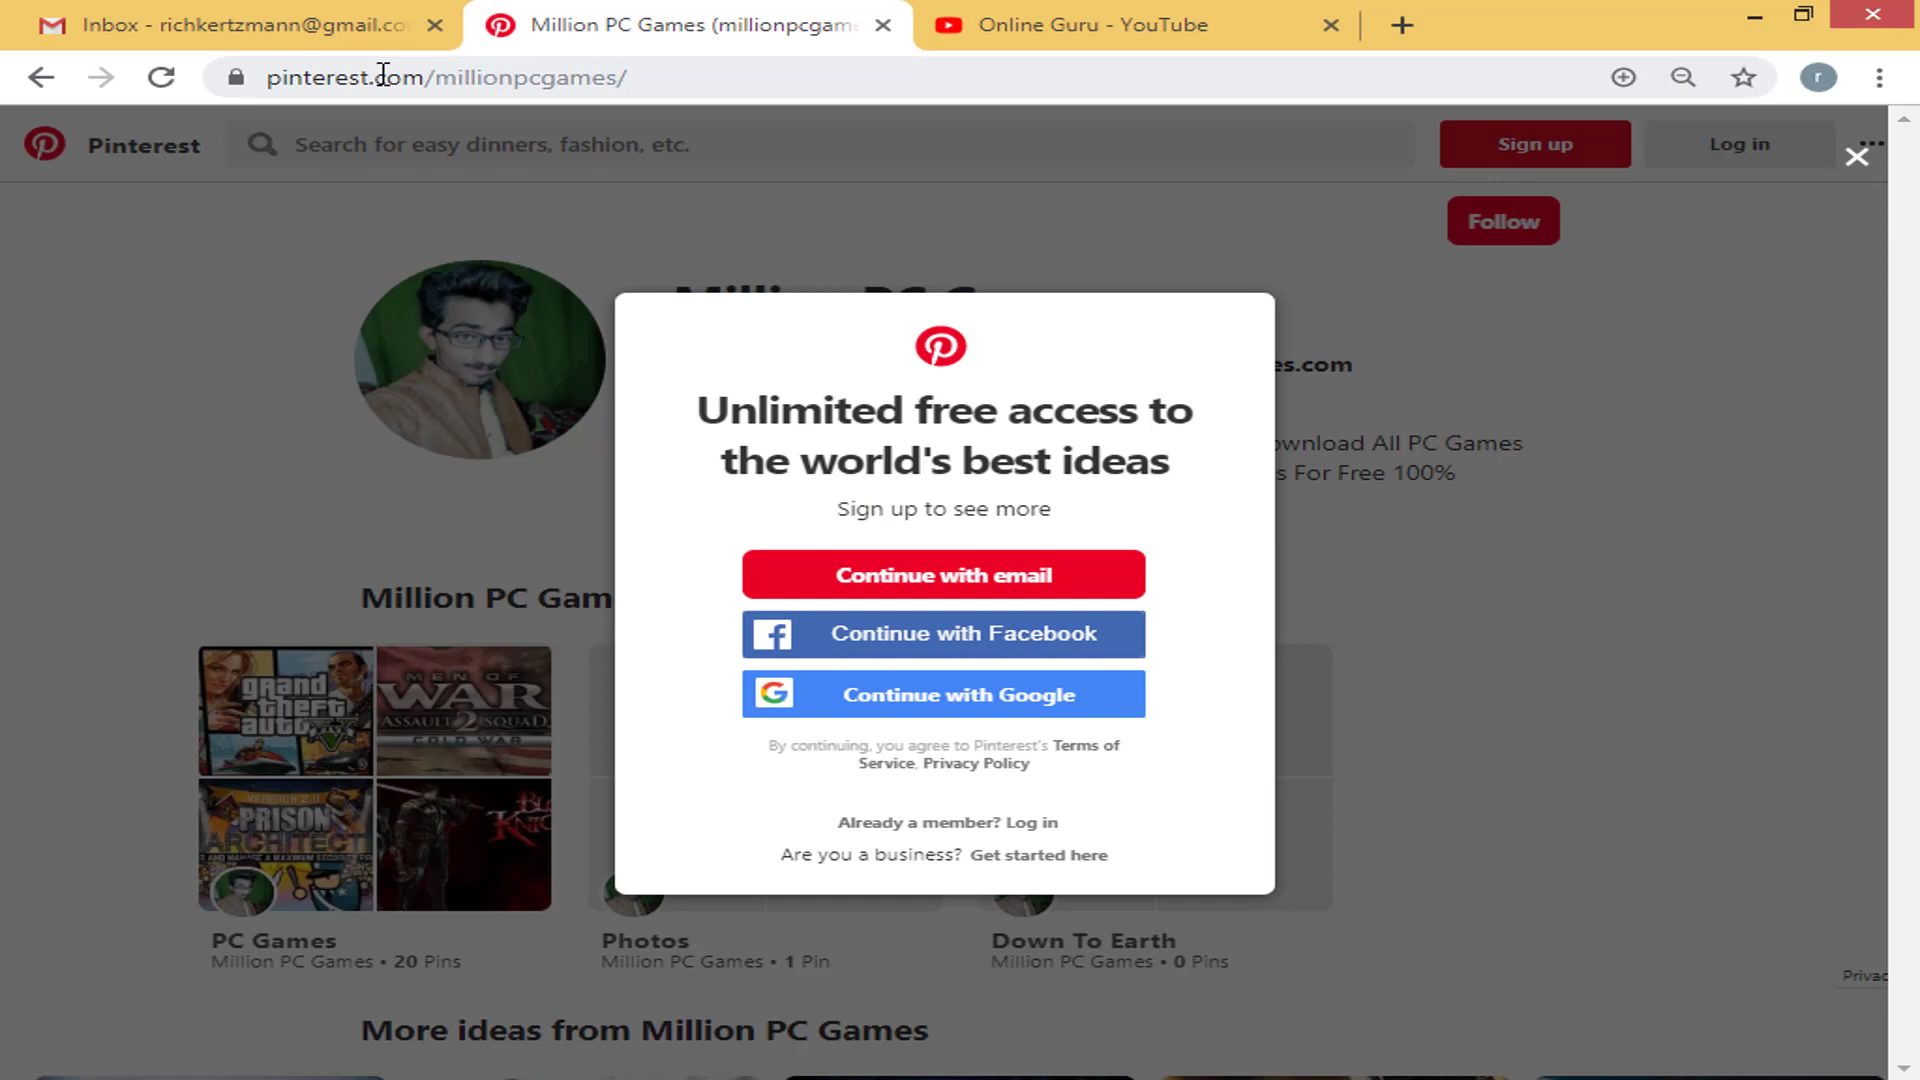 Inbox - richkertzmann@gmail.co
Million PC Games (millionpcgame
Online Guru - YouTube
pinterest.com/millionpcgames/
r
Pinterest
Search for easy dinners, fashion, etc.
Sign up
Log in
Follow
es.com
ownload All PC Games
s For Free 100%
Unlimited free access to
the world's best ideas
Sign up to see more
Continue with email
Continue with Facebook
Continue with Google
By continuing, you agree to Pinterest's Terms of
Service, Privacy Policy
Already a member? Log in
Are you a business? Get started here
Million PC Gam
grand
theft
auto
V
MEN OF
WAR
ASSAULT SQUAD 2
COLD WAR
VERSION 2.0
PRISON
ARCHITECT
PC Games
Million PC Games • 20 Pins
Photos
Million PC Games • 1 Pin
Down To Earth
Million PC Games • 0 Pins
Privac
More ideas from Million PC Games